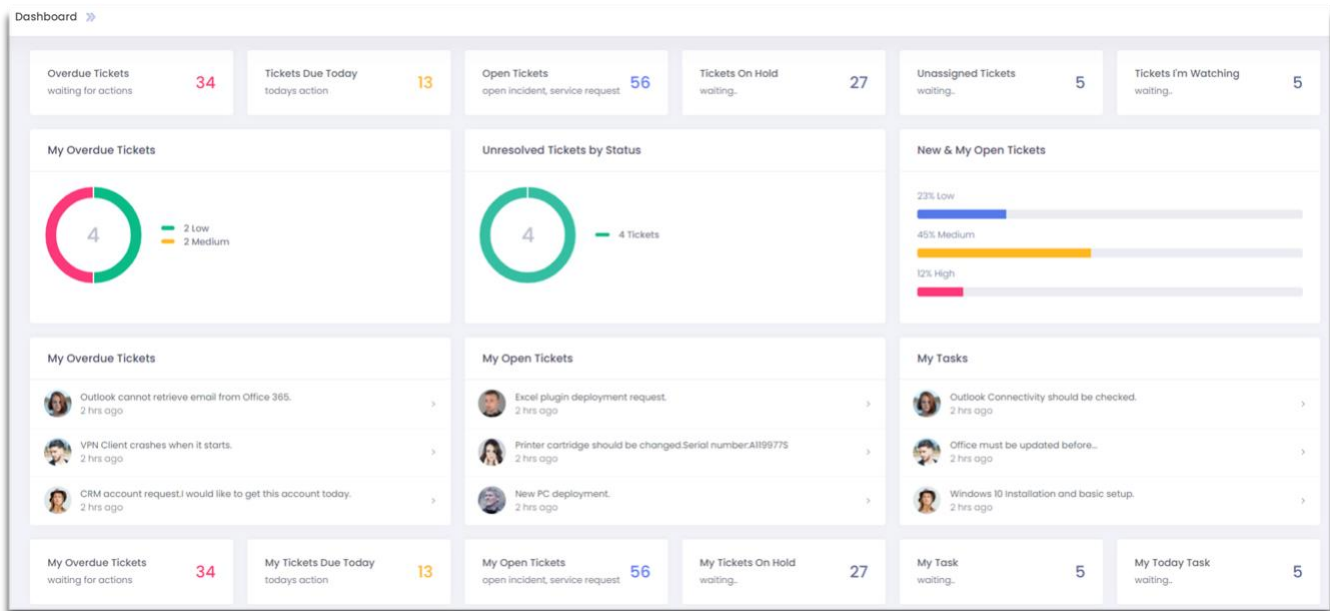 Dashboard »
Overdue Tickets
waiting for actions
34
Tickets Due Today
todays action
13
Open Tickets
open incident, service request
56
Tickets On Hold
waiting..
27
Unassigned Tickets
waiting..
5
Tickets I'm Watching
waiting..
5
My Overdue Tickets
4
2 Low
2 Medium
Unresolved Tickets by Status
4
4 Tickets
New & My Open Tickets
23% Low
45% Medium
12% High
My Overdue Tickets
Outlook cannot retrieve email from Office 365.
2 hrs ago
VPN Client crashes when it starts.
2 hrs ago
CRM account request.I would like to get this account today.
2 hrs ago
My Open Tickets
Excel plugin deployment request.
2 hrs ago
Printer cartridge should be changed.Serial number:A119977S
2 hrs ago
New PC deployment.
2 hrs ago
My Tasks
Outlook Connectivity should be checked.
2 hrs ago
Office must be updated before...
2 hrs ago
Windows 10 Installation and basic setup.
2 hrs ago
My Overdue Tickets
waiting for actions
34
My Tickets Due Today
todays action
13
My Open Tickets
open incident, service request
56
My Tickets On Hold
waiting..
27
My Task
waiting..
5
My Today Task
waiting..
5